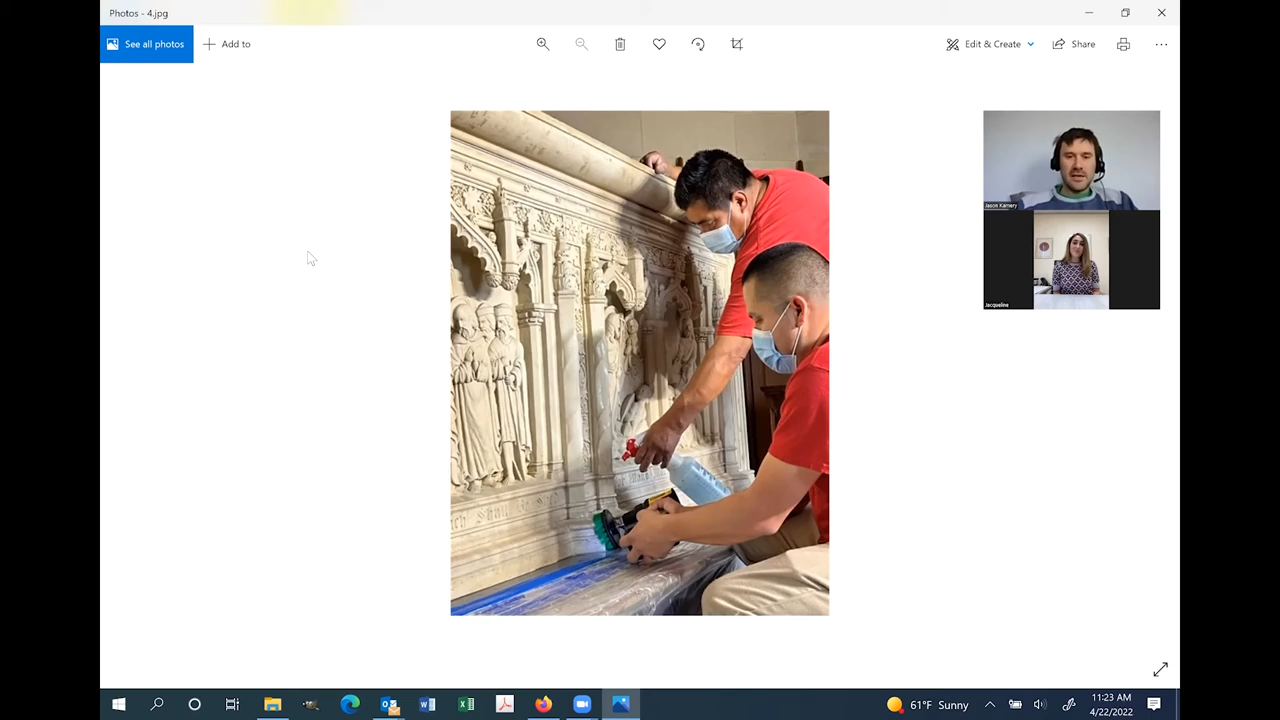 Photos - 4.jpg
See all photos
Add to
Edit & Create
Share
Jason Kamery
Jacqueline
61°F Sunny
11:23 AM
4/22/2022